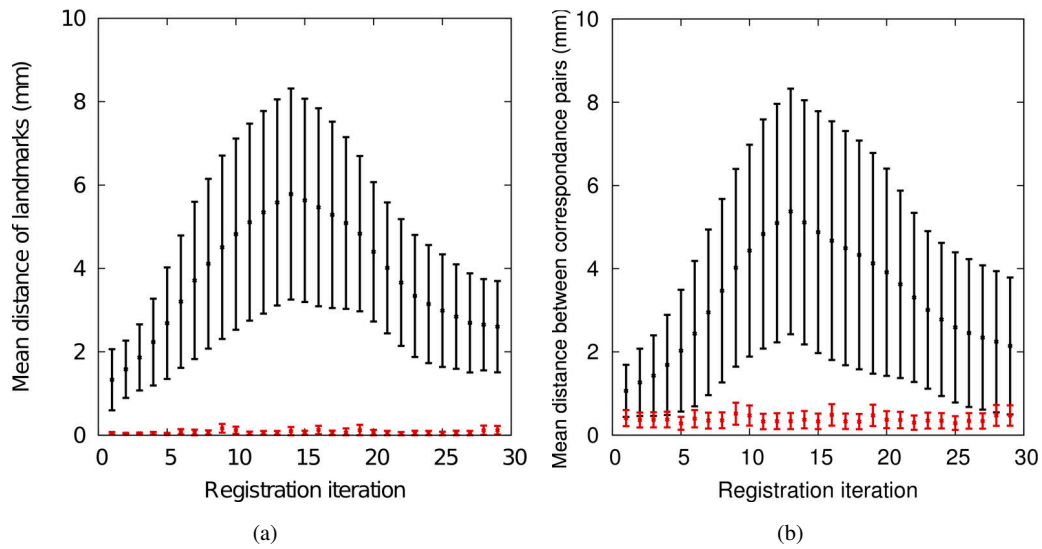 Mean distance of landmarks (mm)
10
8
6
4
2
0
0 5 10 15 20 25 30
Registration iteration
(a)
Mean distance between correspondance pairs (mm)
10
8
6
4
2
0
0 5 10 15 20 25 30
Registration iteration
(b)